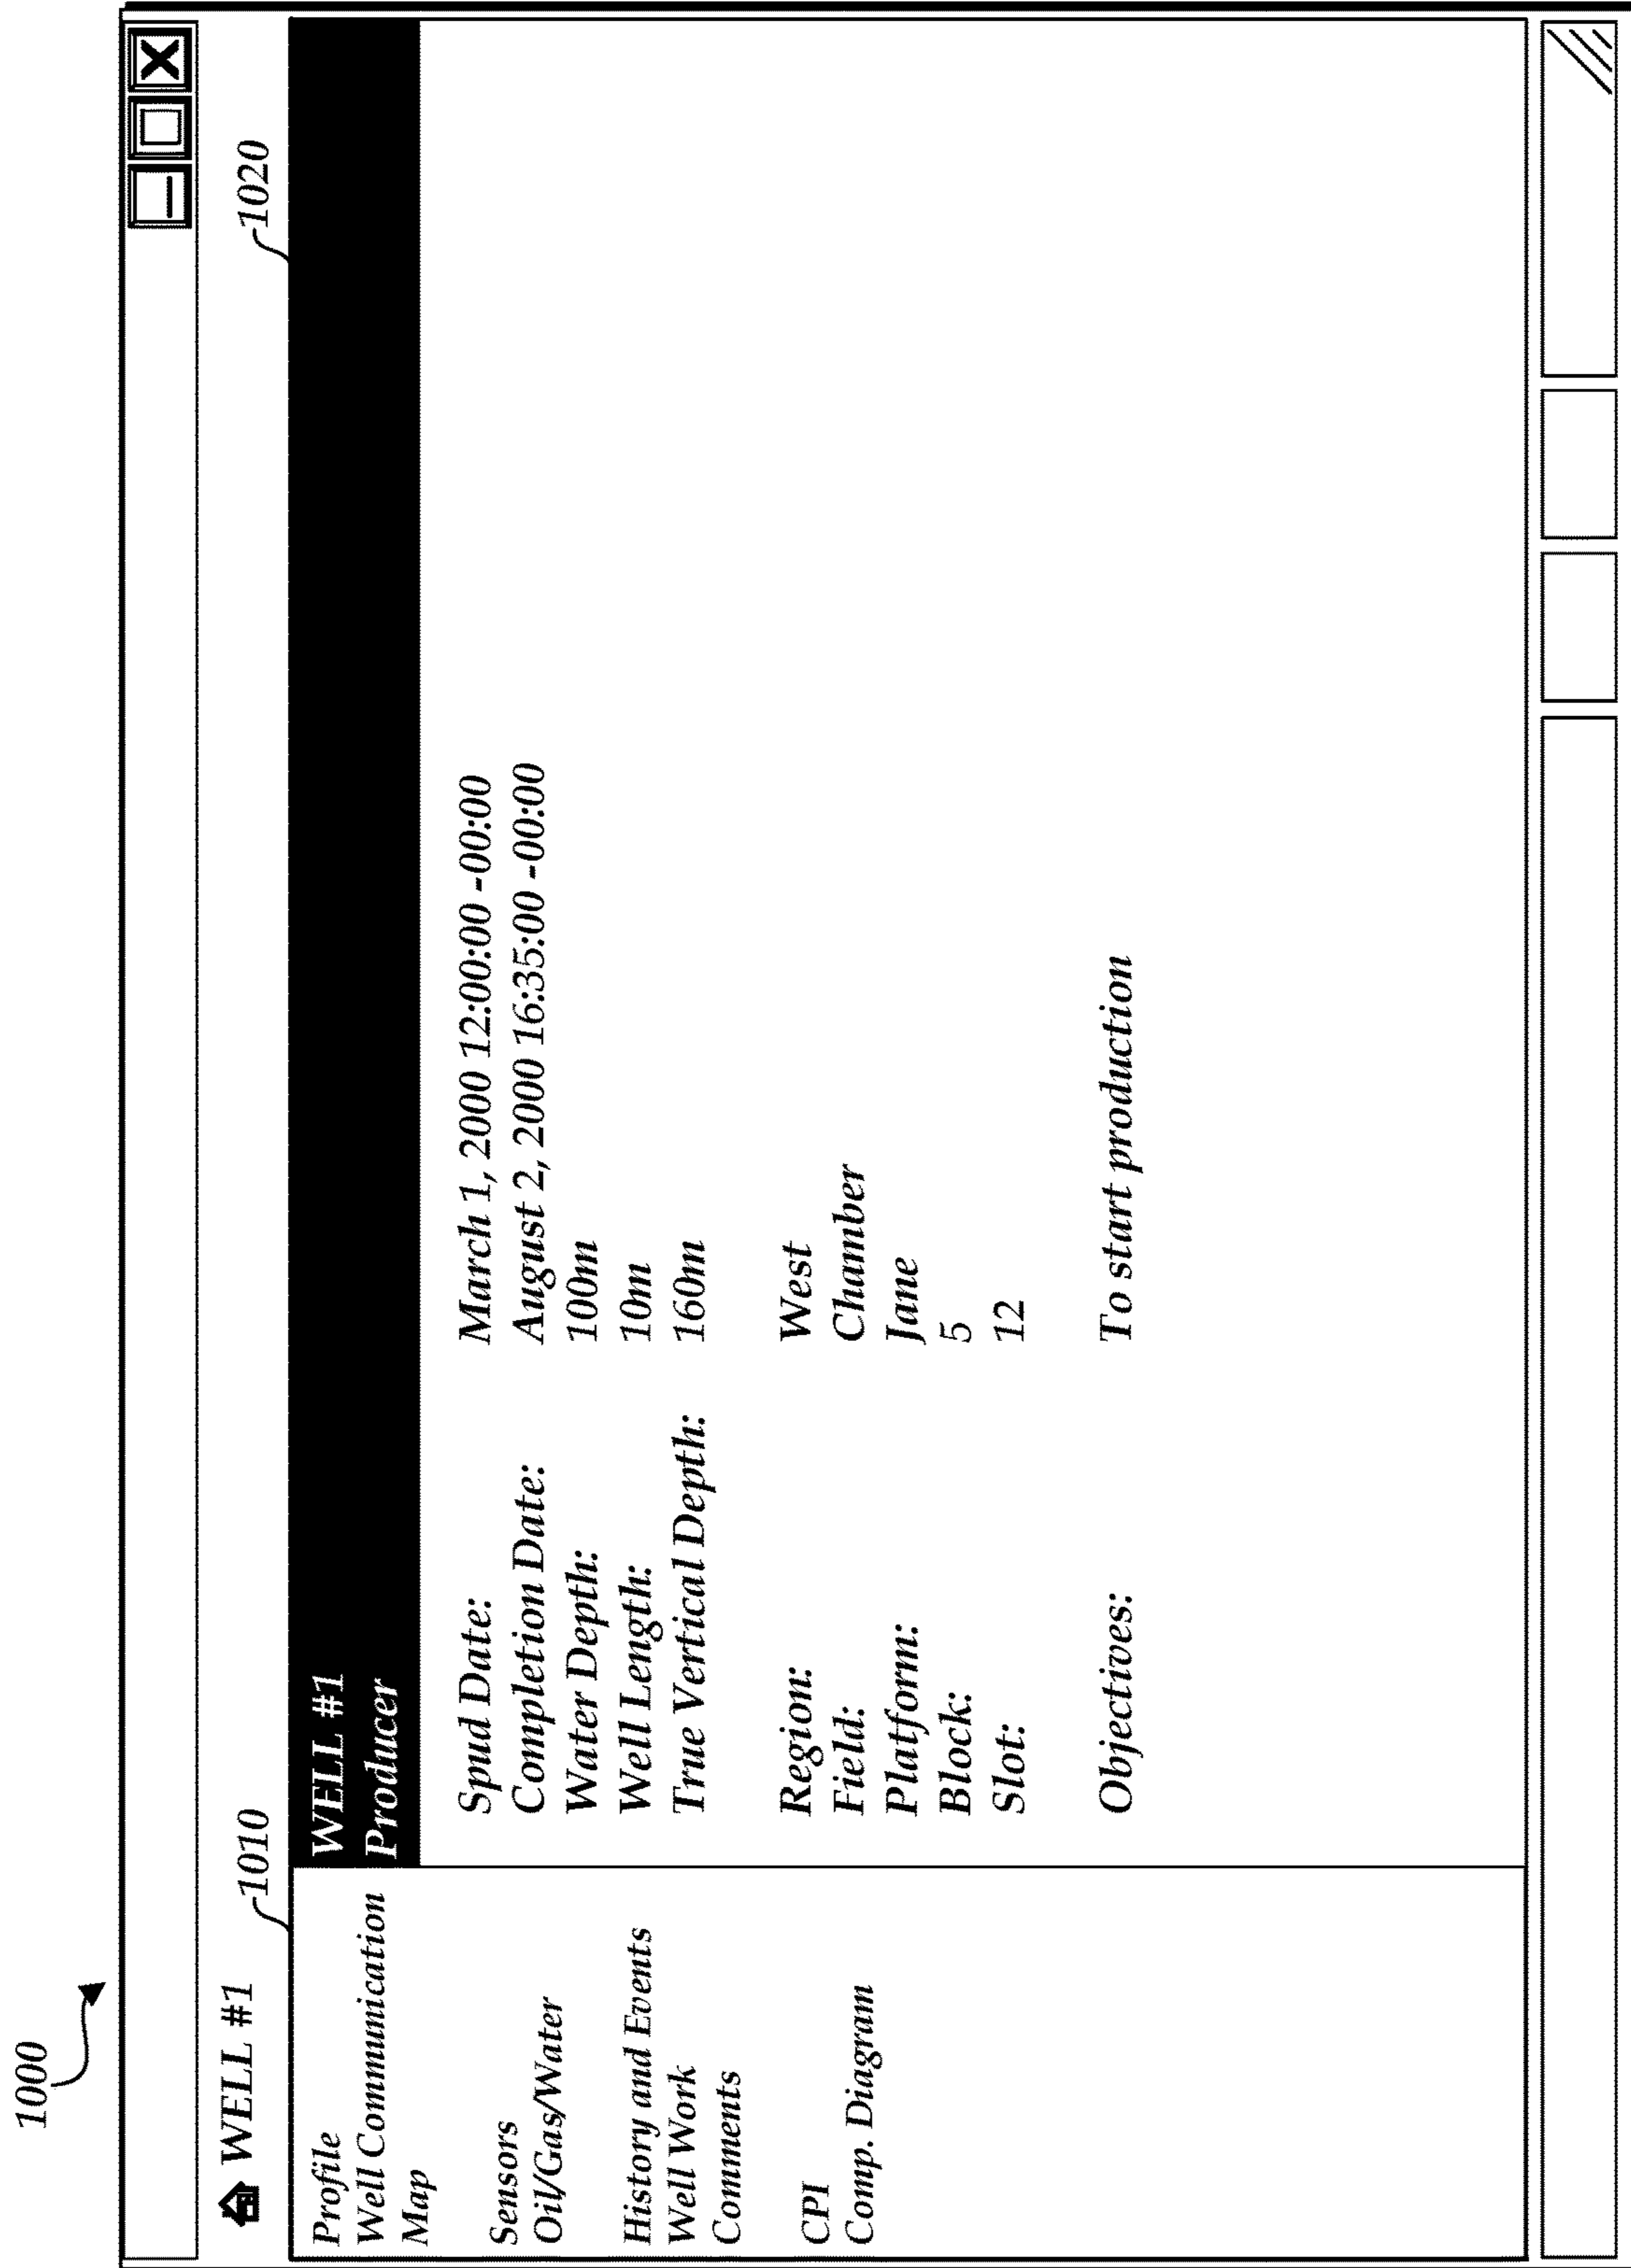 1000
WELL #1
1010
1020
Profile
Well Communication
Map
Sensors
Oil/Gas/Water
History and Events
Well Work
Comments
CPI
Comp. Diagram
WELL #1
Producer
Spud Date: March 1, 2000 12:00:00 -00:00
Completion Date: August 2, 2000 16:35:00 -00:00
Water Depth: 100m
Well Length: 10m
True Vertical Depth: 160m
Region: West
Field: Chamber
Platform: Jane
Block: 5
Slot: 12
Objectives: To start production